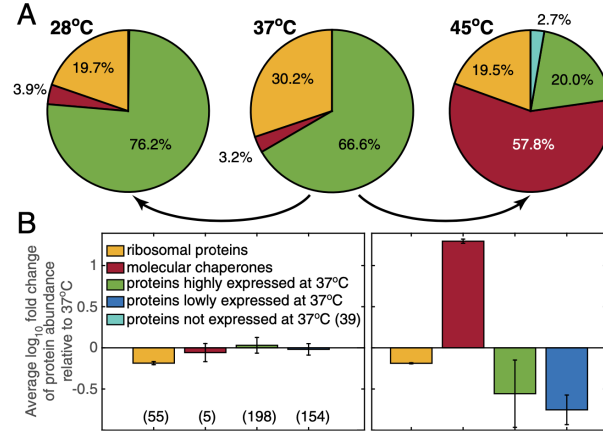 A
28°C
37°C
45°C
19.7%
3.9%
76.2%
30.2%
3.2%
66.6%
2.7%
19.5%
20.0%
57.8%
B
Average log10 fold change
of protein abundance
relative to 37°C
1
0.5
0
-0.5
ribosomal proteins
molecular chaperones
proteins highly expressed at 37°C
proteins lowly expressed at 37°C
proteins not expressed at 37°C (39)
(55) (5) (198) (154)